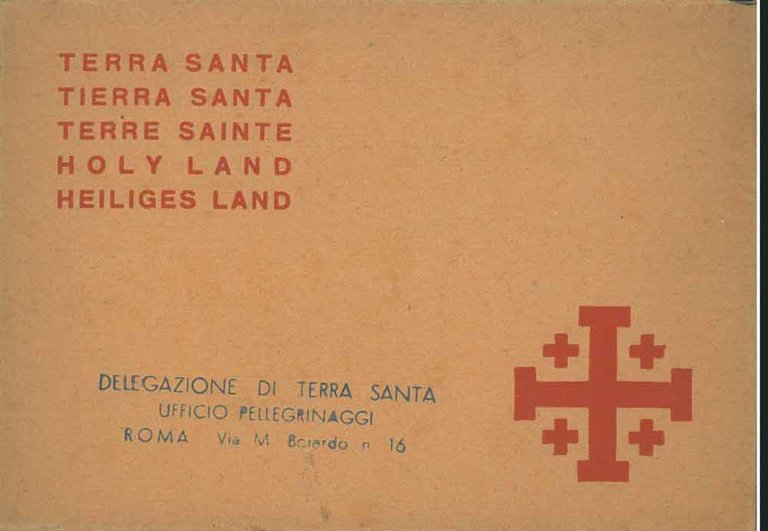 TERRA SANTA
TIERRA SANTA
TERRE SAINTE
HOLY LAND
HEILIGES LAND
DELEGAZIONE DI TERRA SANTA
UFFICIO PELLEGRINAGGI
ROMA Via M Boiardo n 16